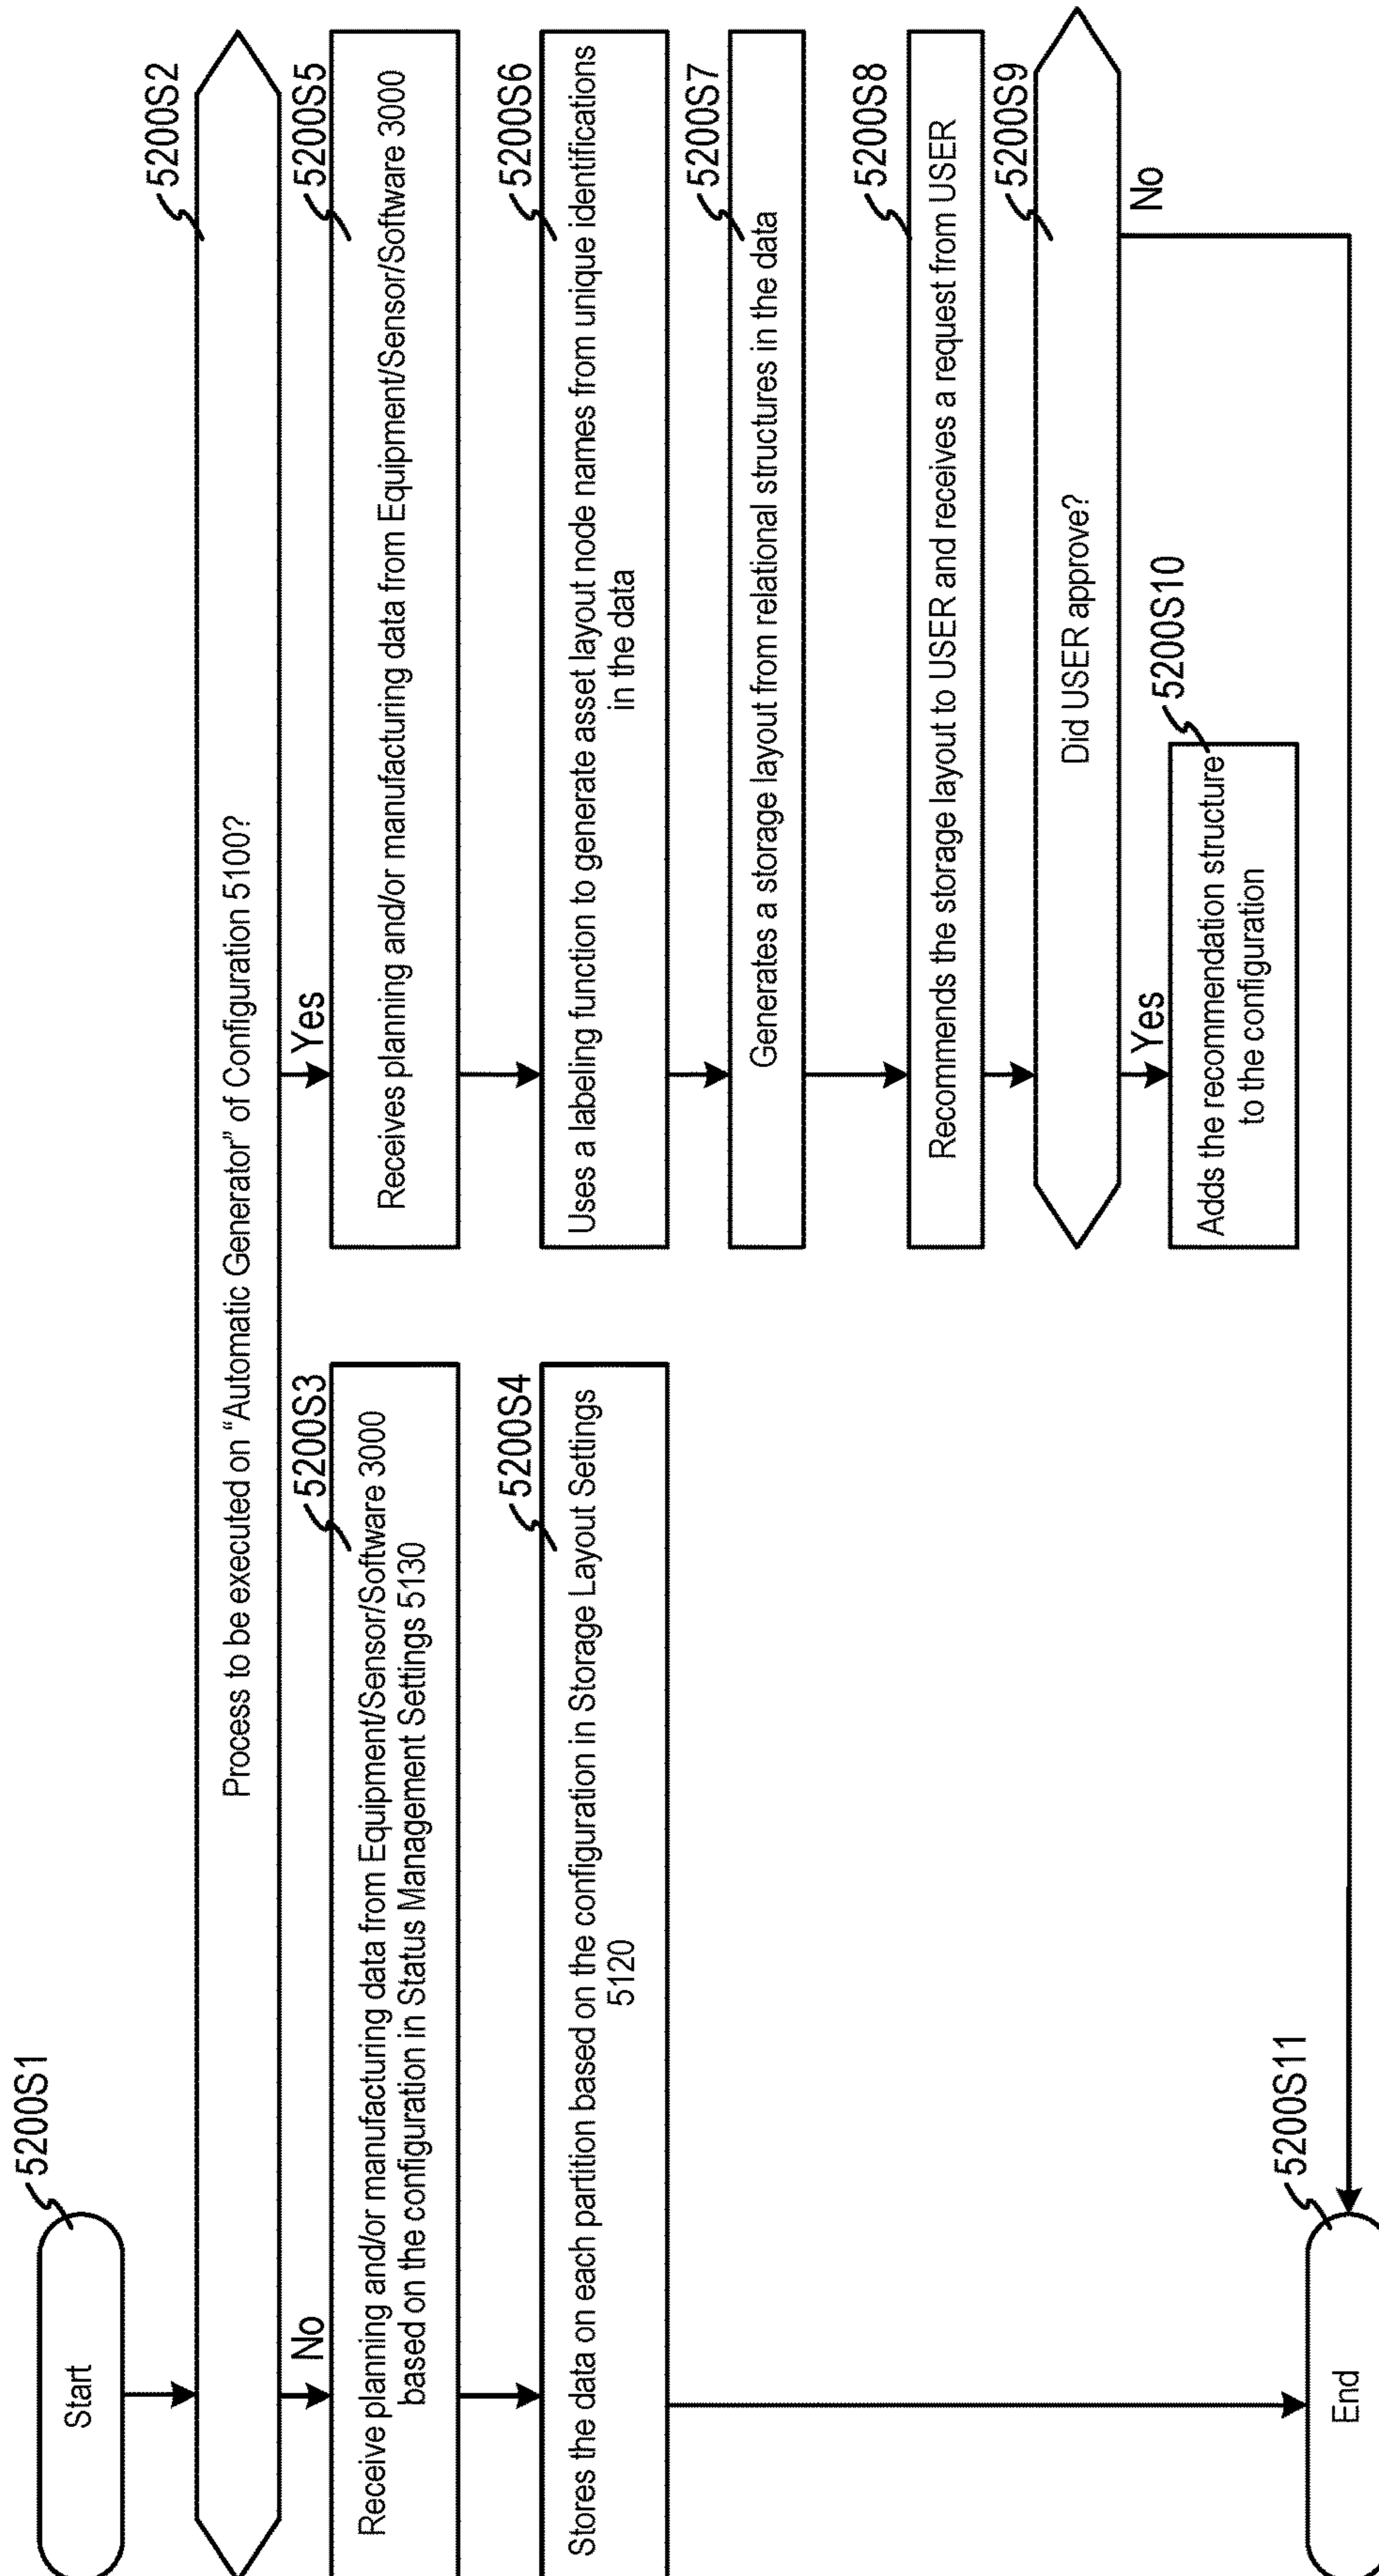 5200S1
Start
5200S2
Process to be executed on “Automatic Generator” of Configuration 5100?
No
Yes
5200S3
Receive planning and/or manufacturing data from Equipment/Sensor/Software 3000
based on the configuration in Status Management Settings 5130
5200S4
Stores the data on each partition based on the configuration in Storage Layout Settings
5120
5200S5
Receives planning and/or manufacturing data from Equipment/Sensor/Software 3000
5200S6
Uses a labeling function to generate asset layout node names from unique identifications
in the data
5200S7
Generates a storage layout from relational structures in the data
5200S8
Recommends the storage layout to USER and receives a request from USER
5200S9
Did USER approve?
Yes
No
5200S10
Adds the recommendation structure
to the configuration
5200S11
End